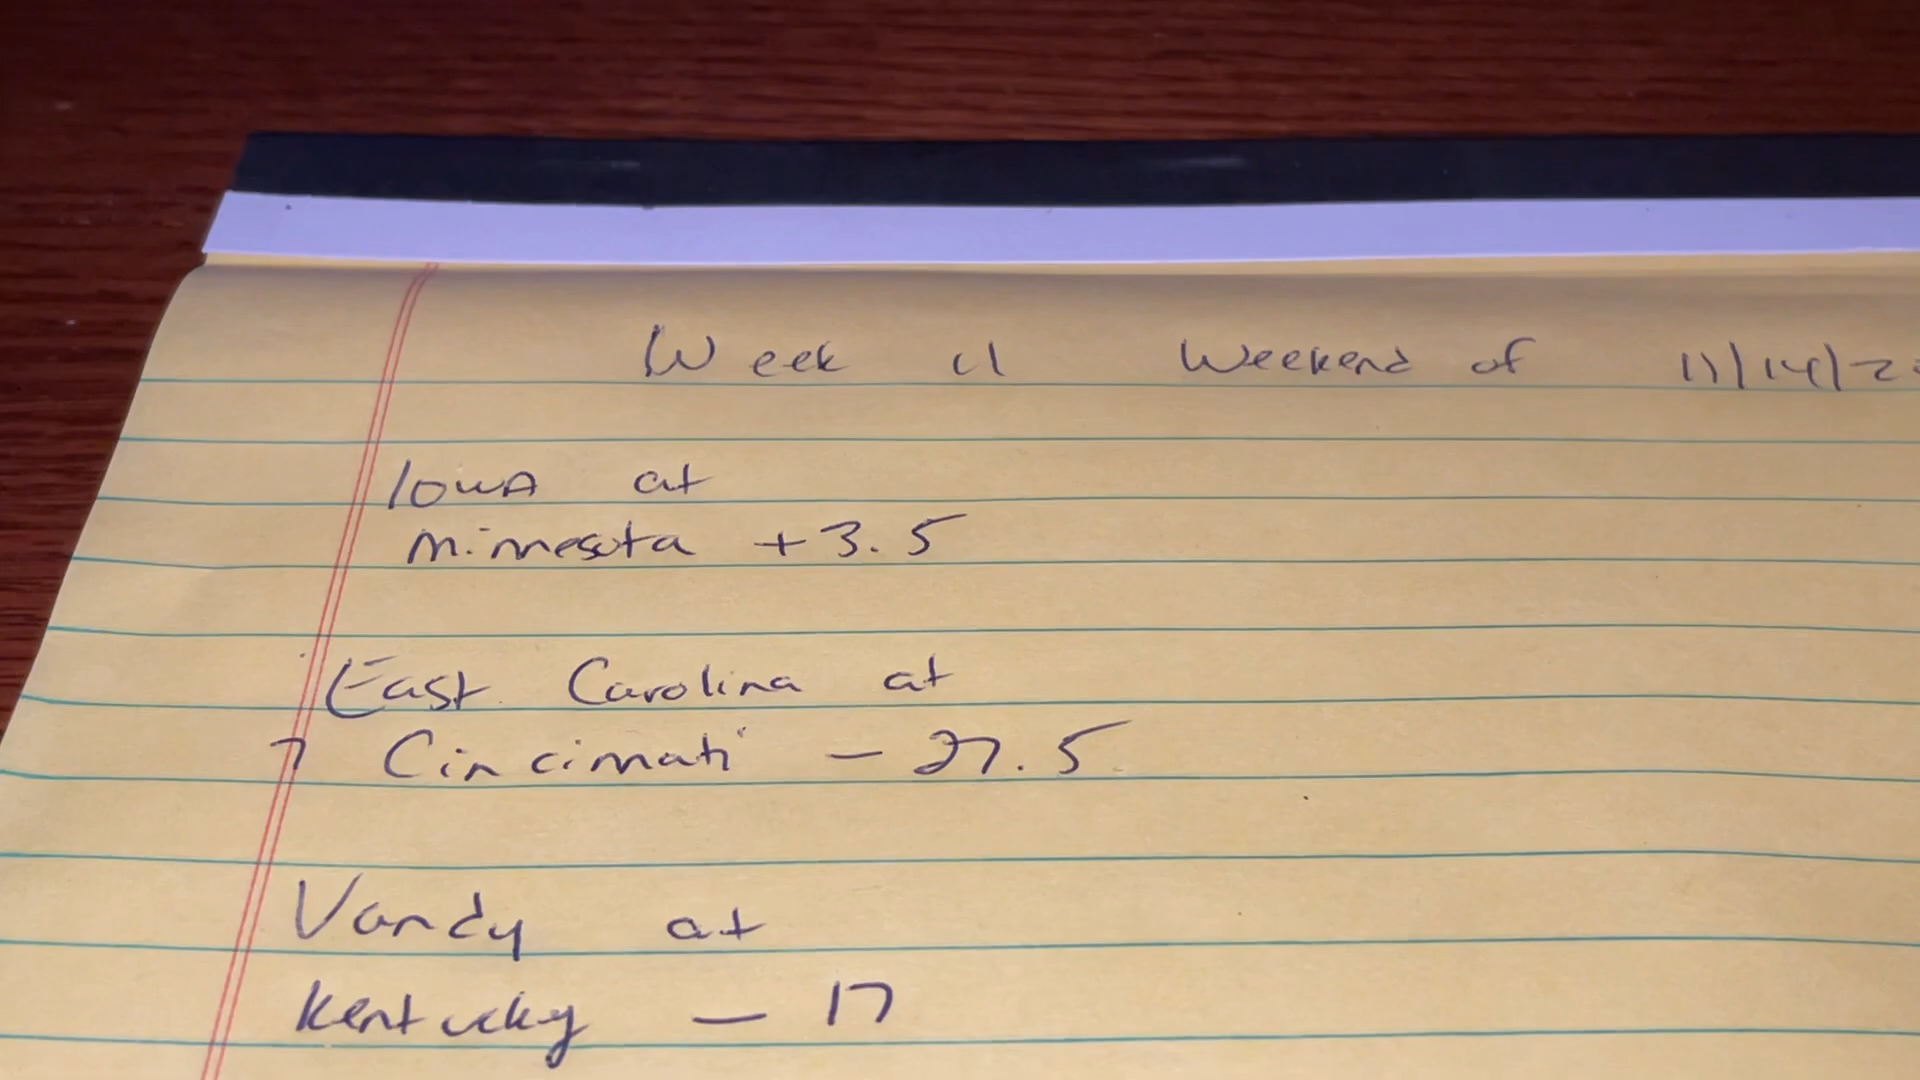 Week 11 Weekend of 11/14/2
Iowa at
Minnesota +3.5
East Carolina at
7 Cincinnati - 27.5
Vandy at
Kentucky - 17